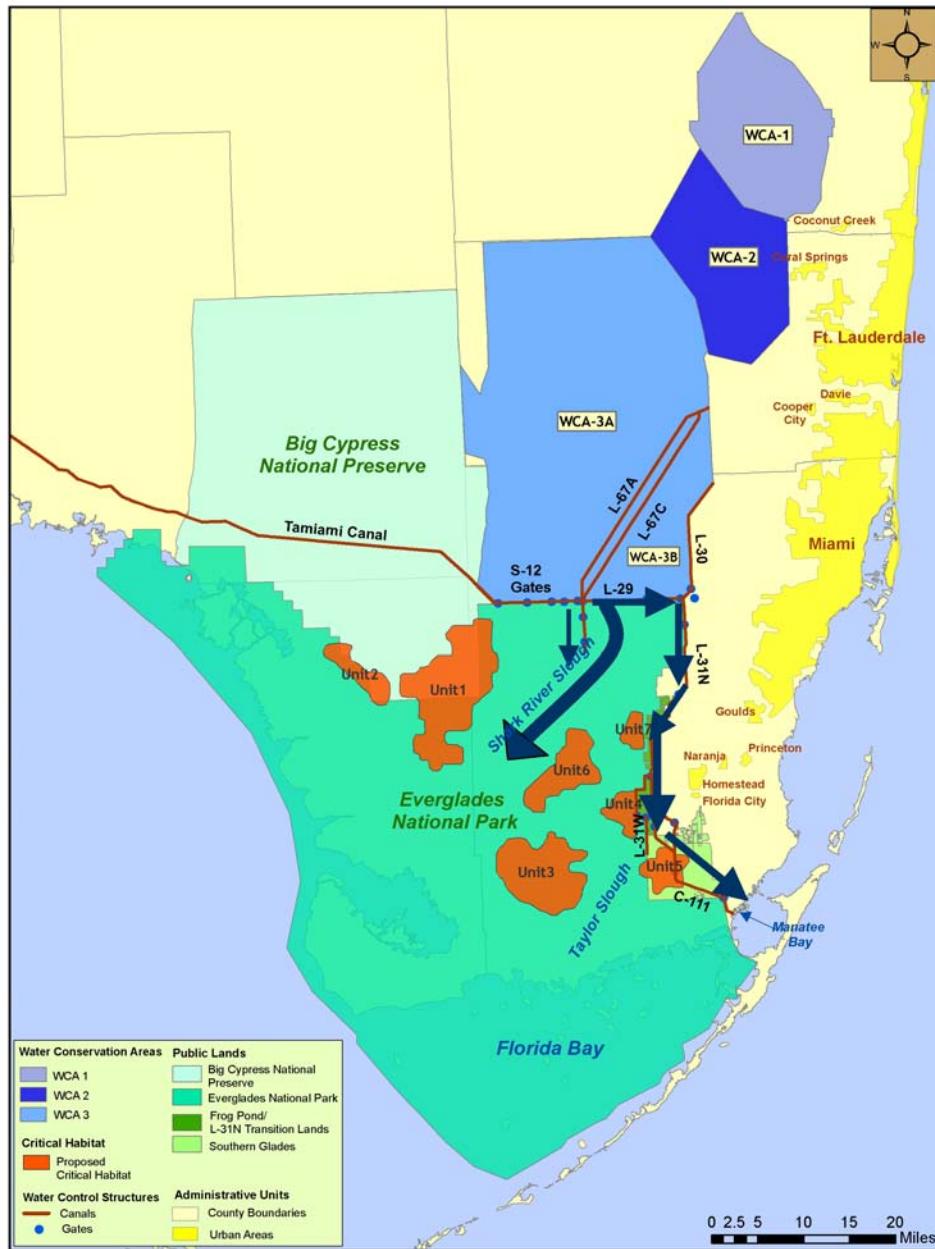 N
W
E
S
WCA-1
Coconut Creek
WCA-2
Coral Springs
Ft. Lauderdale
WCA-3A
Davie
Cooper
City
Big Cypress
National Preserve
L-67A
L-67C
Tamiami Canal
WCA-3B
L-30
Miami
S-12
Gates
L-29
L-31N
Shark River Slough
Unit2
Unit1
Goulds
Unit7
Princeton
Naranja
Unit6
Homestead
Florida City
Everglades
National Park
Unit4
L-31W
Unit3
Unit5
Taylor Slough
C-111
Manatee
Bay
Florida Bay
Water Conservation Areas
WCA 1
WCA 2
WCA 3
Critical Habitat
Proposed
Critical Habitat
Water Control Structures
Canals
Gates
Public Lands
Big Cypress National
Preserve
Everglades National Park
Frog Pond/
L-31N Transition Lands
Southern Glades
Administrative Units
County Boundaries
Urban Areas
0 2.5 5 10 15 20
Miles